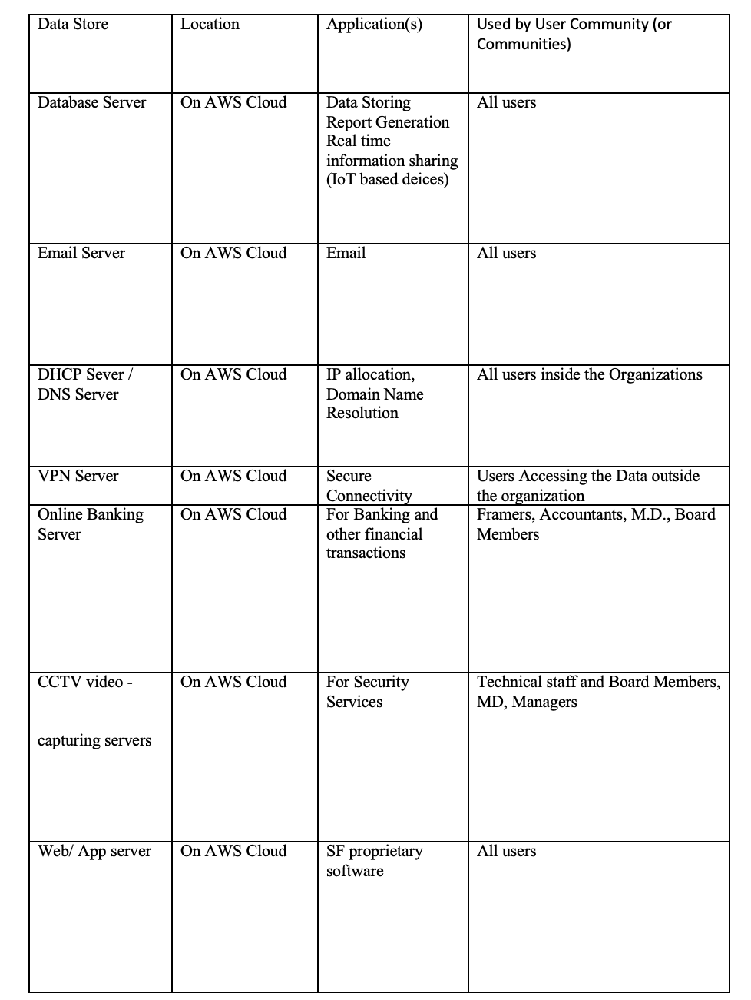 Data Store
Location
Application(s)
Used by User Community (or
Communities)
Database Server
On AWS Cloud
Data Storing
Report Generation
Real time
information sharing
(IoT based deices)
All users
Email Server
On AWS Cloud
Email
All users
DHCP Sever /
DNS Server
On AWS Cloud
IP allocation,
Domain Name
Resolution
All users inside the Organizations
VPN Server
On AWS Cloud
Secure
Connectivity
Users Accessing the Data outside
the organization
Online Banking
Server
On AWS Cloud
For Banking and
other financial
transactions
Framers, Accountants, M.D., Board
Members
CCTV video -
capturing servers
On AWS Cloud
For Security
Services
Technical staff and Board Members,
MD, Managers
Web/ App server
On AWS Cloud
SF proprietary
software
All users